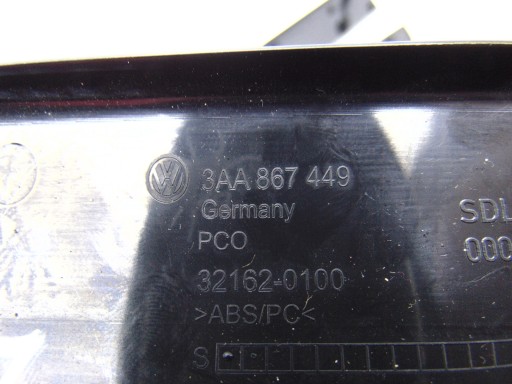 3AA 867 449
Germany
PCO
32162-0100
>ABS/PC<
S
SDL
000